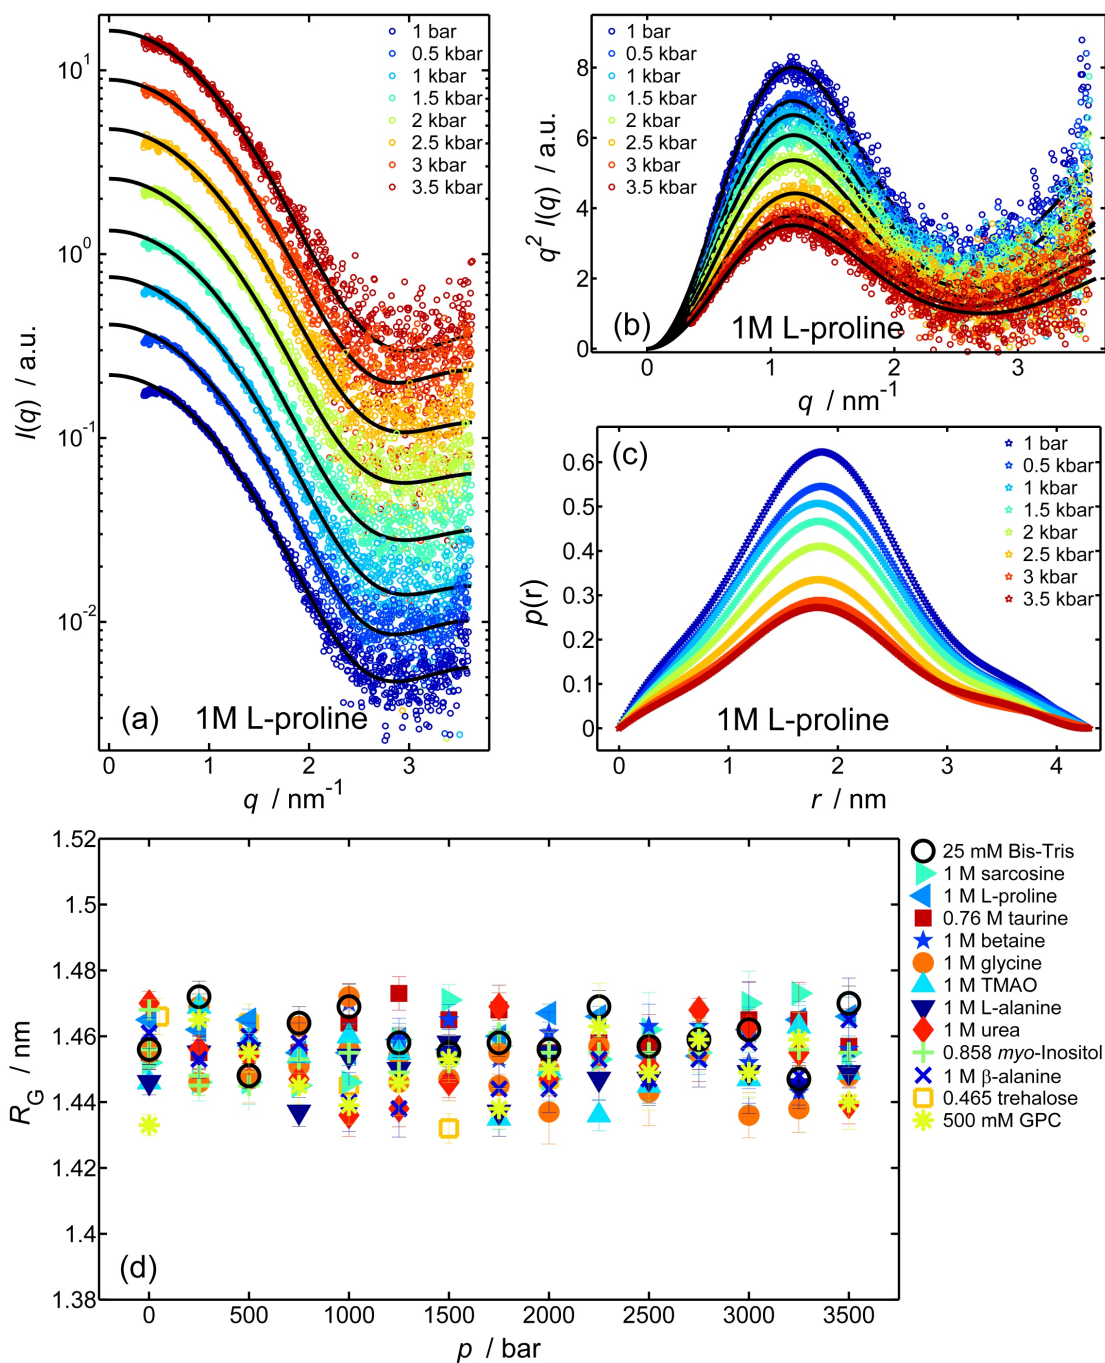 10¹
10⁰
10⁻¹
10⁻²
I(q) / a.u.
1 bar
0.5 kbar
1 kbar
1.5 kbar
2 kbar
2.5 kbar
3 kbar
3.5 kbar
(a)
1M L-proline
0 1 2 3
q / nm⁻¹
8
6
4
2
0
q² I(q) / a.u.
1 bar
0.5 kbar
1 kbar
1.5 kbar
2 kbar
2.5 kbar
3 kbar
3.5 kbar
(b)
1M L-proline
0 1 2 3
q / nm⁻¹
0.6
0.5
0.4
0.3
0.2
0.1
0
p(r)
(c)
1 bar
0.5 kbar
1 kbar
1.5 kbar
2 kbar
2.5 kbar
3 kbar
3.5 kbar
1M L-proline
0 1 2 3 4
r / nm
1.52
1.5
1.48
1.46
1.44
1.42
1.4
1.38
R_G / nm
(d)
0 500 1000 1500 2000 2500 3000 3500
p / bar
25 mM Bis-Tris
1 M sarcosine
1 M L-proline
0.76 M taurine
1 M betaine
1 M glycine
1 M TMAO
1 M L-alanine
1 M urea
0.858 myo-Inositol
1 M β-alanine
0.465 trehalose
500 mM GPC